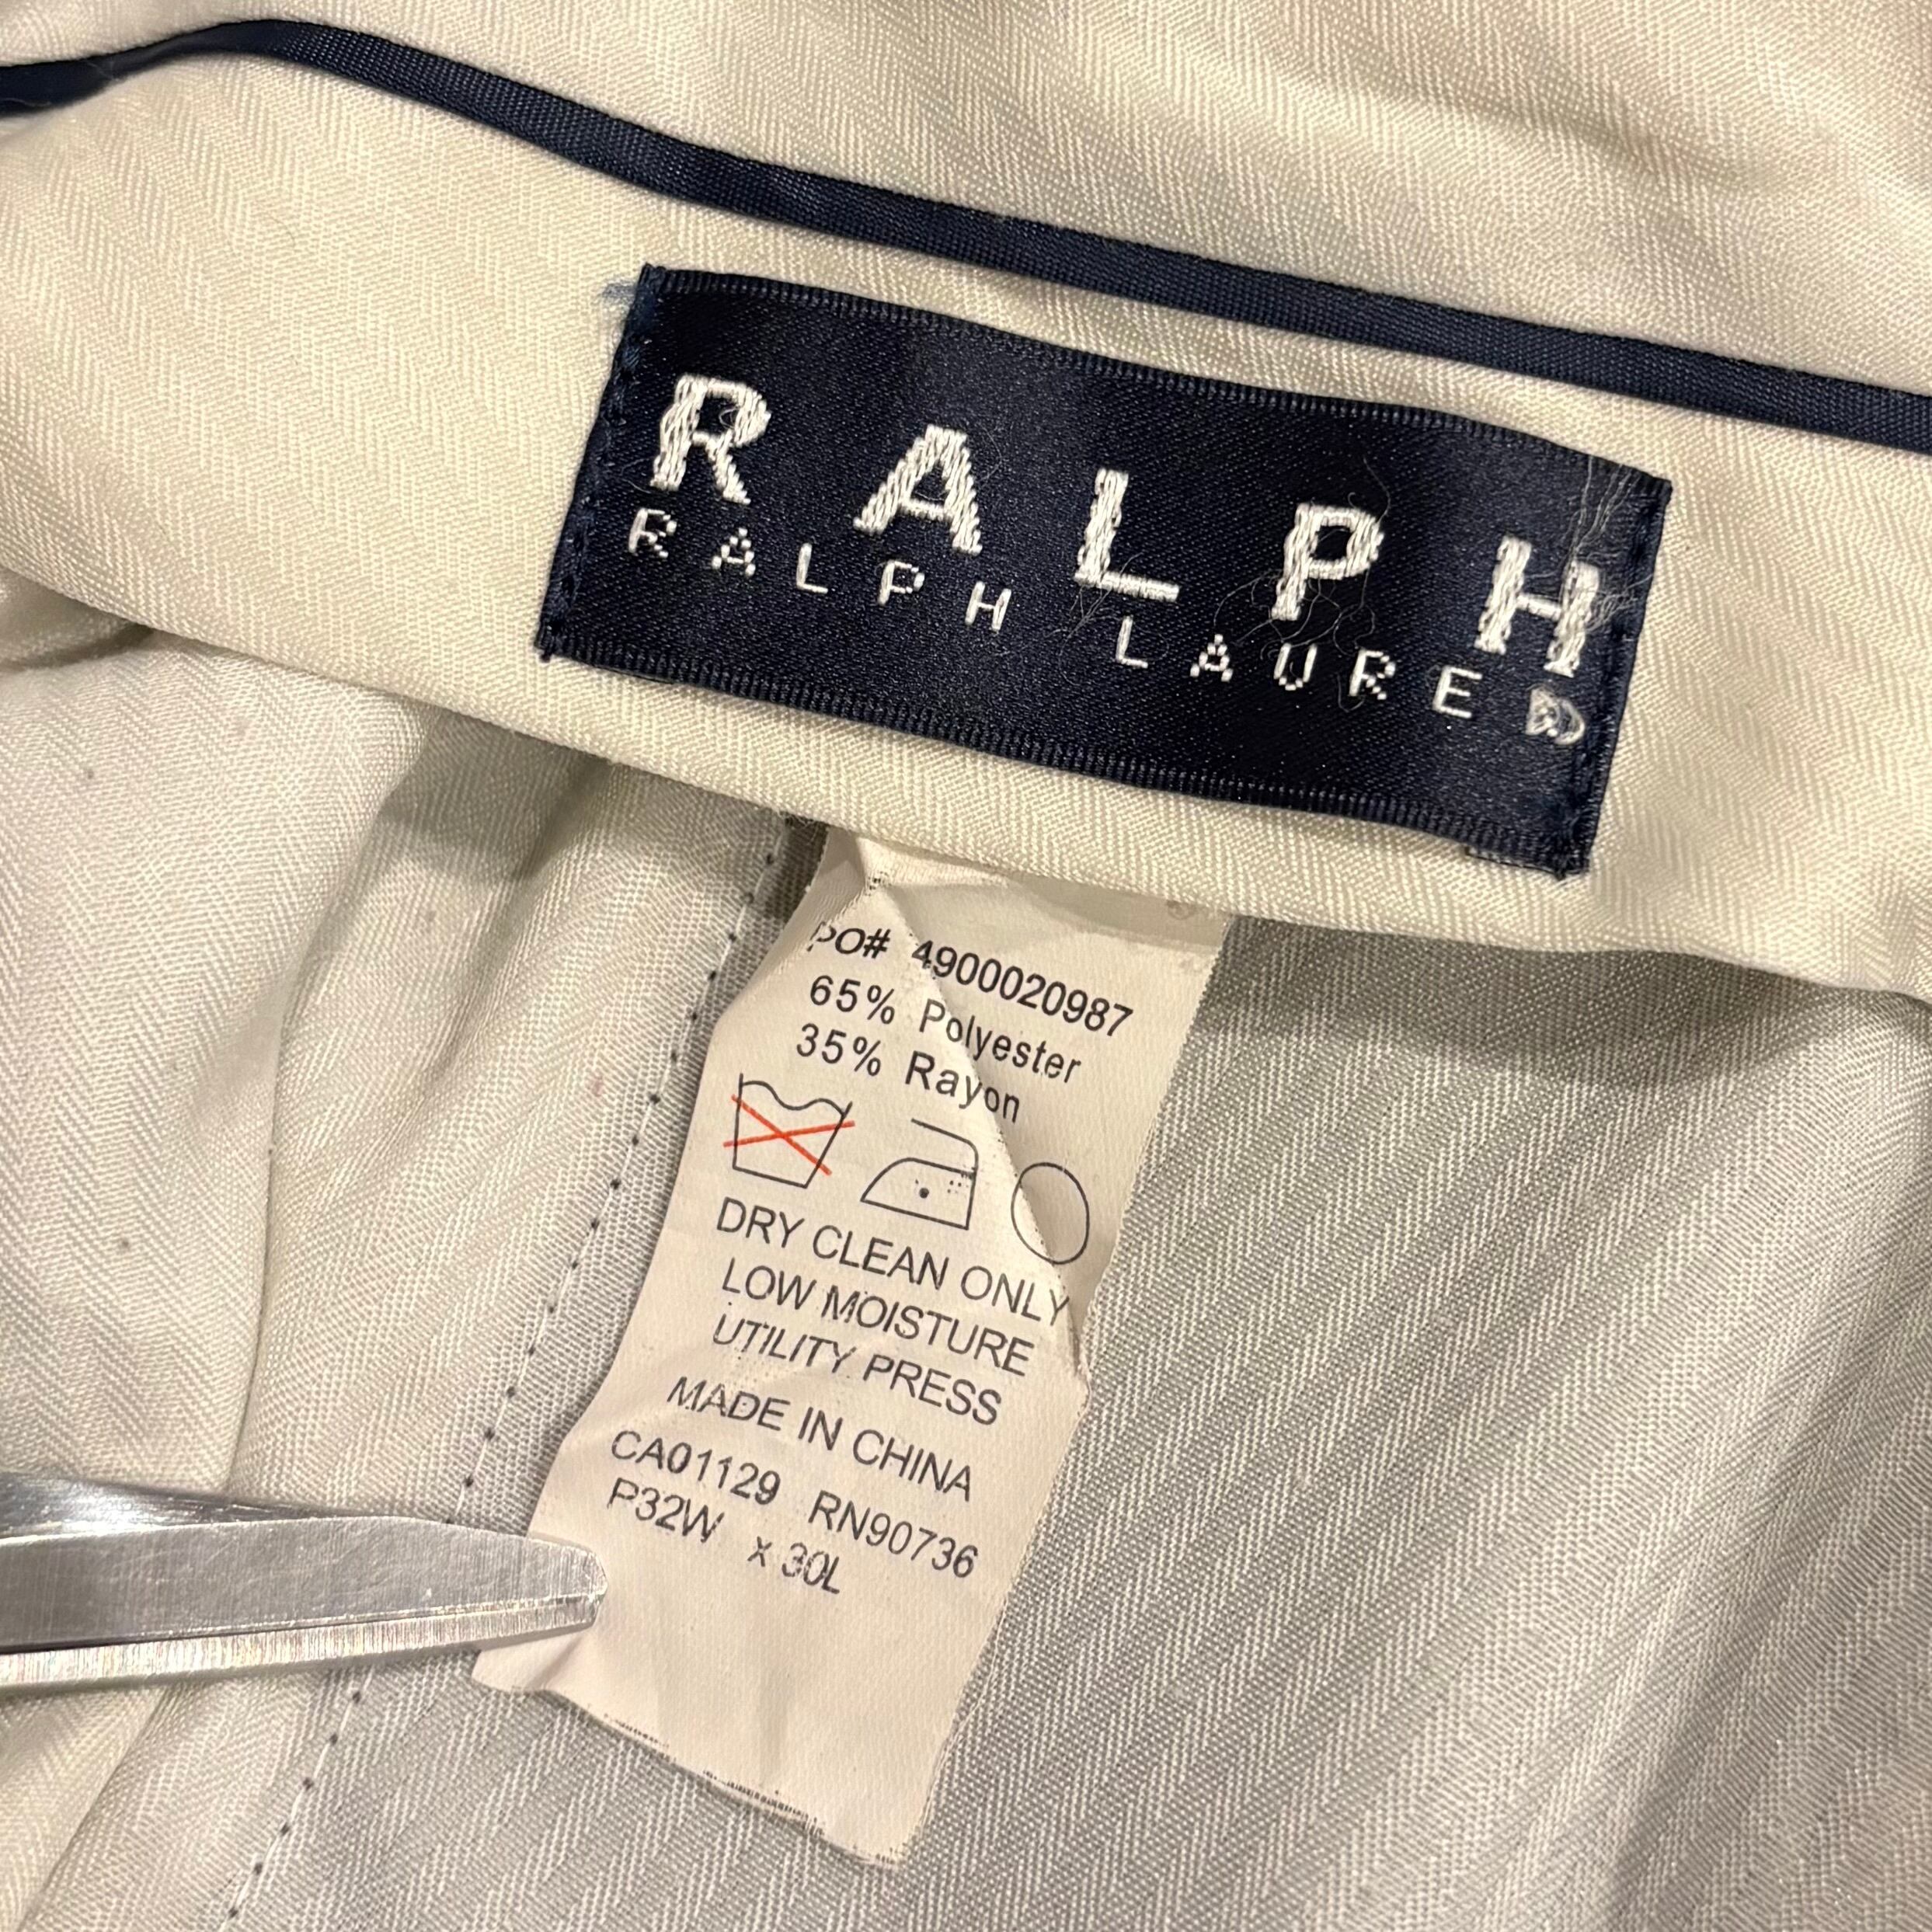 RALPH
RALPH LAUREN
PO# 4900020987
65% Polyester
35% Rayon
DRY CLEAN ONLY
LOW MOISTURE
UTILITY PRESS
MADE IN CHINA
CA01129 RN90736
P32W x 30L